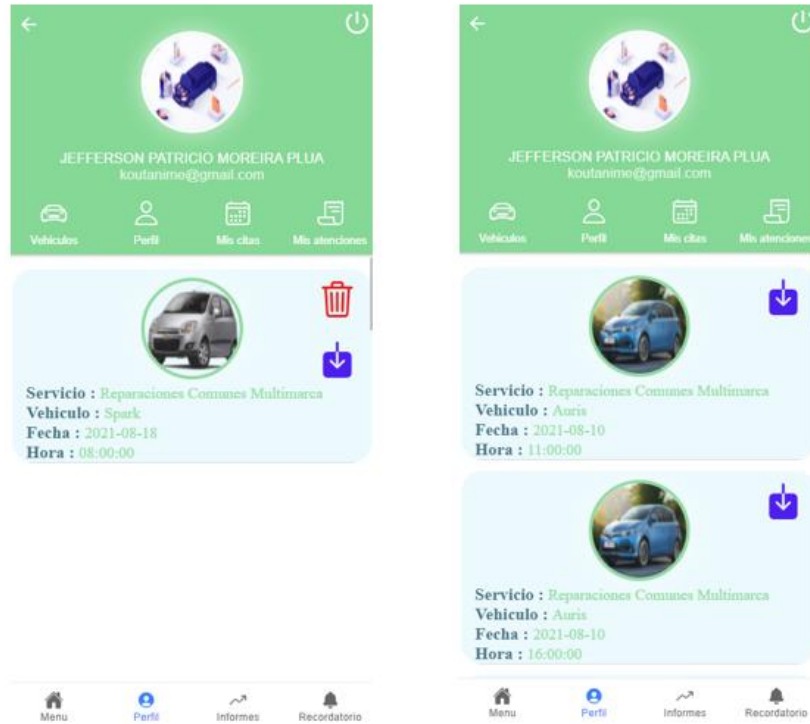 JEFFERSON PATRICIO MOREIRA PLUA
koutanime@gmail.com
Vehiculos Perfil Mis citas Mis atenciones
Servicio : Reparaciones Comunes Multimarca
Vehiculo : Spark
Fecha : 2021-08-18
Hora : 08:00:00
Menu Perfil Informes Recordatorio
JEFFERSON PATRICIO MOREIRA PLUA
koutanime@gmail.com
Vehiculos Perfil Mis citas Mis atenciones
Servicio : Reparaciones Comunes Multimarca
Vehiculo : Auris
Fecha : 2021-08-10
Hora : 11:00:00
Servicio : Reparaciones Comunes Multimarca
Vehiculo : Auris
Fecha : 2021-08-10
Hora : 16:00:00
Menu Perfil Informes Recordatorio